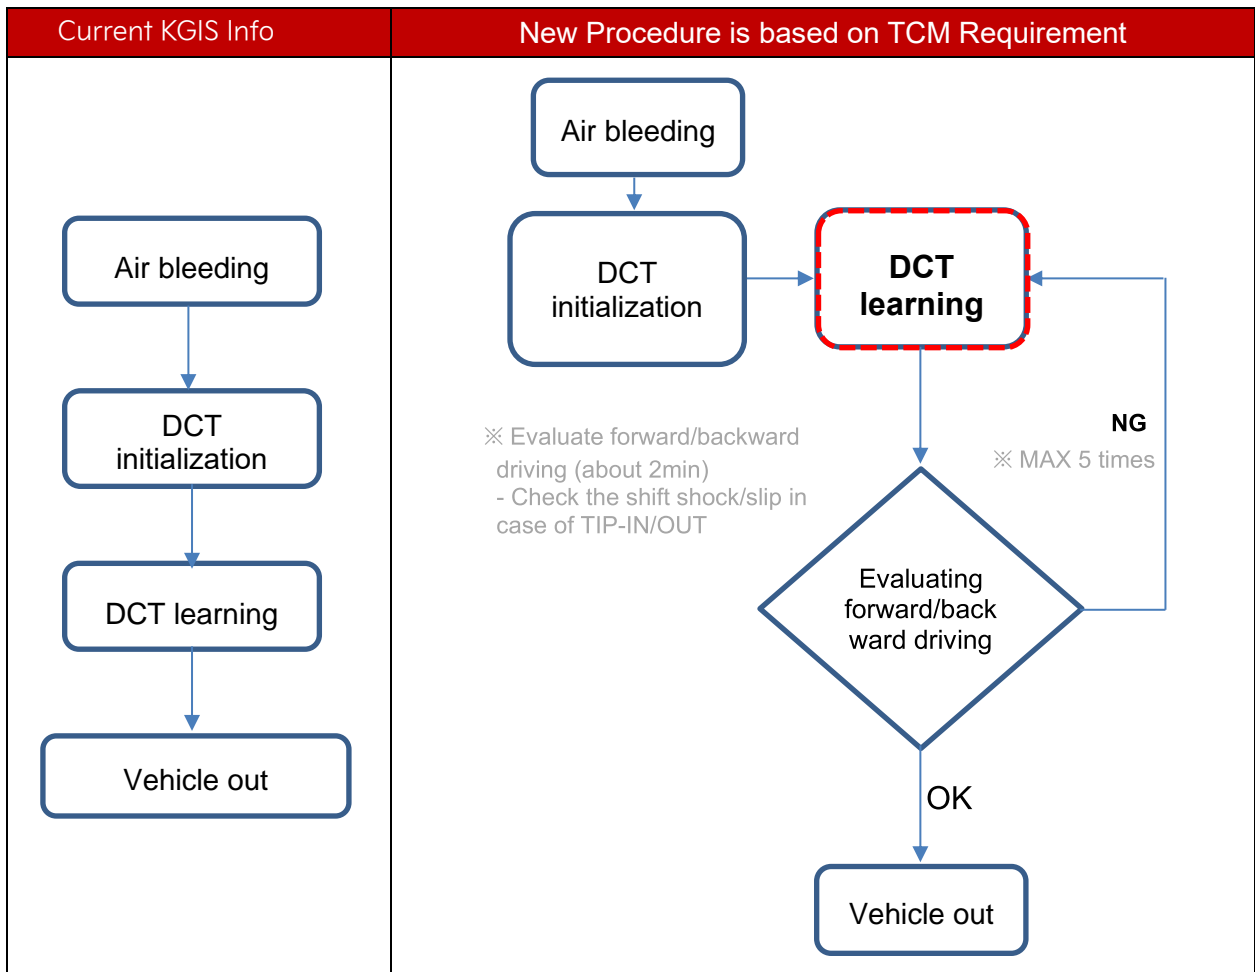 Current KGIS Info
New Procedure is based on TCM Requirement
Air bleeding
DCT
initialization
DCT learning
Vehicle out
Air bleeding
DCT
initialization
DCT
learning
※ Evaluate forward/backward
driving (about 2min)
- Check the shift shock/slip in
case of TIP-IN/OUT
NG
※ MAX 5 times
Evaluating
forward/back
ward driving
OK
Vehicle out